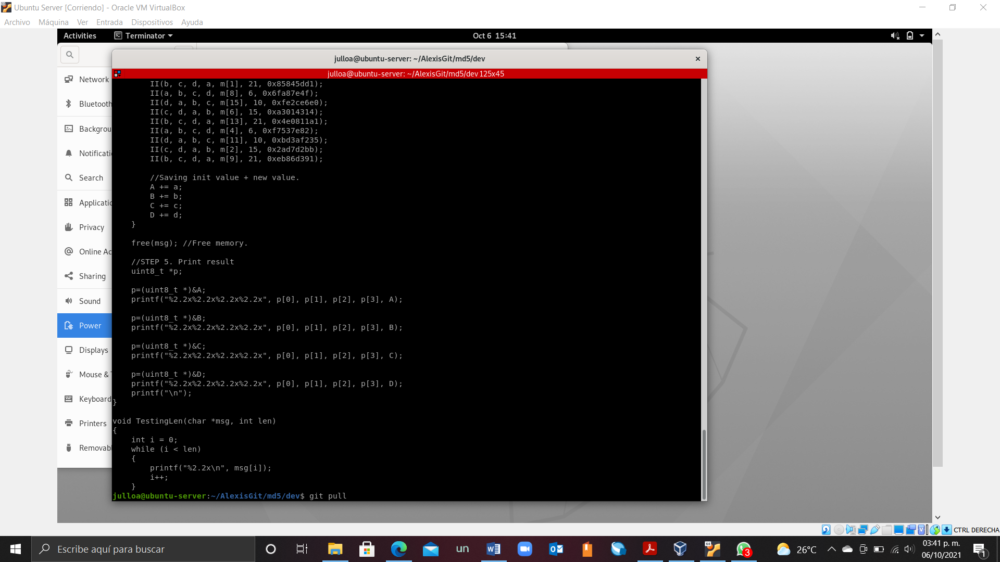 Ubuntu Server [Corriendo] - Oracle VM VirtualBox
Archivo Máquina Ver Entrada Dispositivos Ayuda
Activities Terminator Oct 6 15:41
julloa@ubuntu-server: ~/AlexisGit/md5/dev
julloa@ubuntu-server: ~/AlexisGit/md5/dev 125x45
Network
Bluetooth
Backgrou
Notificati
Search
Applicatio
Privacy
Online Ac
Sharing
Sound
Power
Displays
Mouse &
Keyboard
Printers
Removab
II(b, c, d, a, m[1], 21, 0x85845dd1);
II(a, b, c, d, m[8], 6, 0x6fa87e4f);
II(d, a, b, c, m[15], 10, 0xfe2ce6e0);
II(c, d, a, b, m[6], 15, 0xa3014314);
II(b, c, d, a, m[13], 21, 0x4e0811a1);
II(a, b, c, d, m[4], 6, 0xf7537e82);
II(d, a, b, c, m[11], 10, 0xbd3af235);
II(c, d, a, b, m[2], 15, 0x2ad7d2bb);
II(b, c, d, a, m[9], 21, 0xeb86d391);
//Saving init value + new value.
A += a;
B += b;
C += c;
D += d;
}
free(msg); //Free memory.
//STEP 5. Print result
uint8_t *p;
p=(uint8_t *)&A;
printf("%2.2x%2.2x%2.2x%2.2x", p[0], p[1], p[2], p[3], A);
p=(uint8_t *)&B;
printf("%2.2x%2.2x%2.2x%2.2x", p[0], p[1], p[2], p[3], B);
p=(uint8_t *)&C;
printf("%2.2x%2.2x%2.2x%2.2x", p[0], p[1], p[2], p[3], C);
p=(uint8_t *)&D;
printf("%2.2x%2.2x%2.2x%2.2x", p[0], p[1], p[2], p[3], D);
printf("\n");
}
void TestingLen(char *msg, int len)
{
int i = 0;
while (i < len)
{
printf("%2.2x\n", msg[i]);
i++;
}
julloa@ubuntu-server:~/AlexisGit/md5/dev$ git pull
CTRL DERECHA
Escribe aquí para buscar
un
64
3
26°C
03:41 p. m.
06/10/2021
1